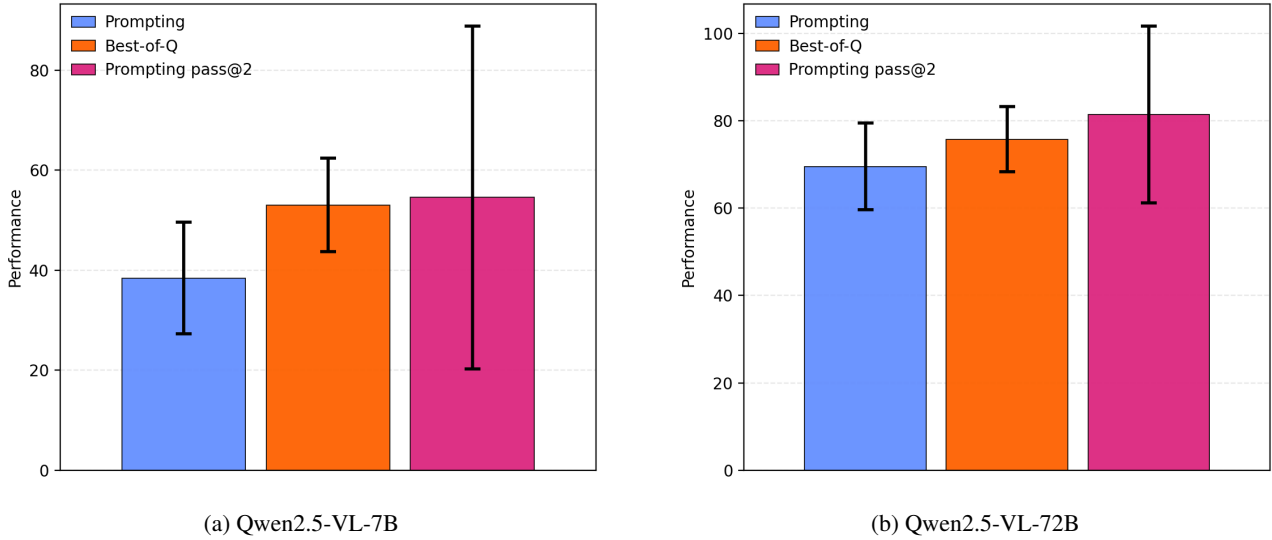 Prompting
Best-of-Q
Prompting pass@2
80
60
40
20
0
Performance
(a) Qwen2.5-VL-7B
Prompting
Best-of-Q
Prompting pass@2
100
80
60
40
20
0
Performance
(b) Qwen2.5-VL-72B